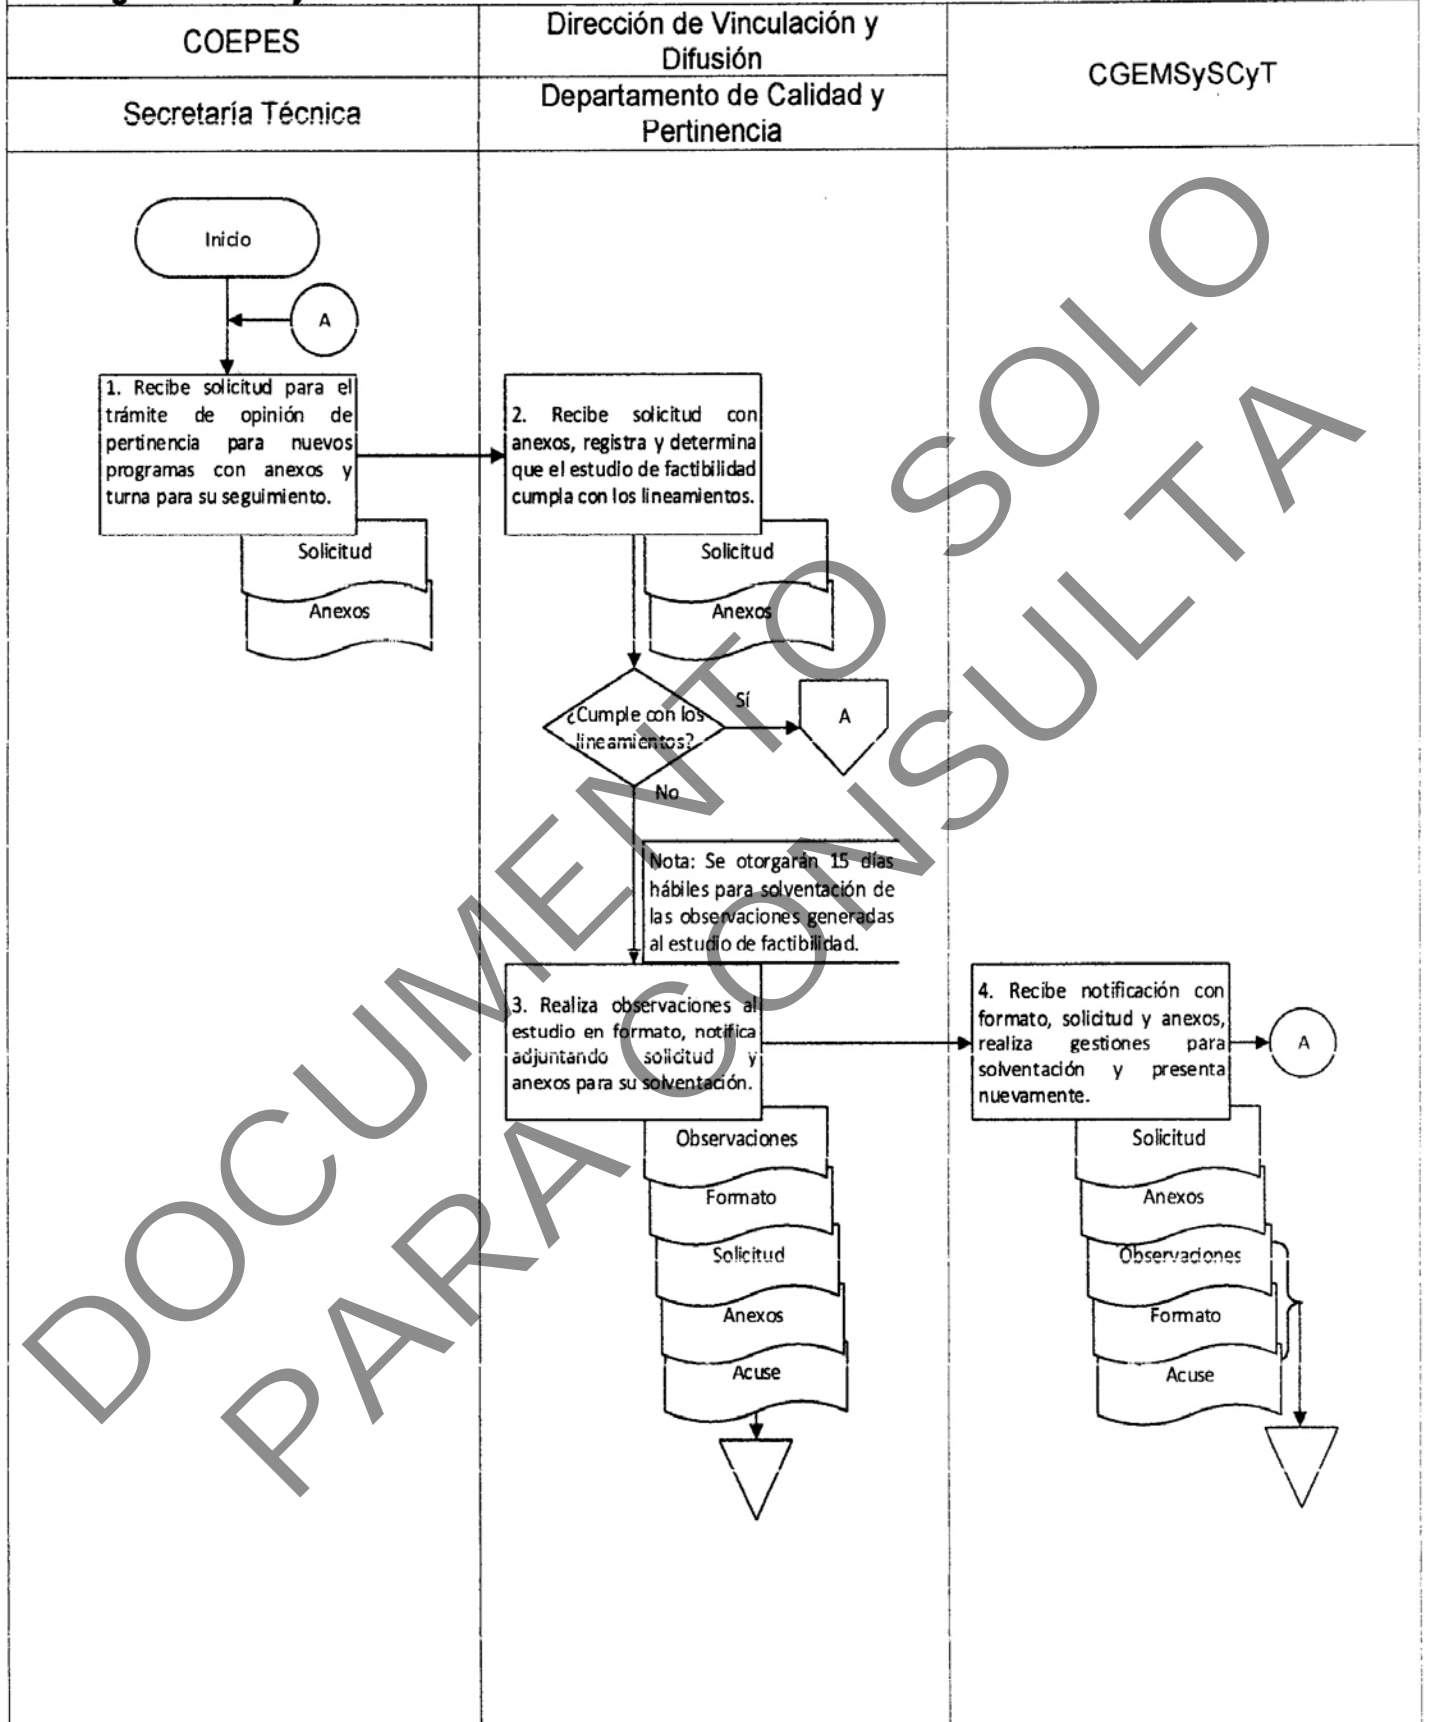 COEPES
Dirección de Vinculación y
Difusión
CGEMSySCyT
Secretaría Técnica
Departamento de Calidad y
Pertinencia
Inicio
A
1. Recibe solicitud para el
trámite de opinión de
pertinencia para nuevos
programas con anexos y
turna para su seguimiento.
Solicitud
Anexos
2. Recibe solicitud con
anexos, registra y determina
que el estudio de factibilidad
cumpla con los lineamientos.
Solicitud
Anexos
¿Cumple con los
lineamientos?
Sí
A
No
Nota: Se otorgarán 15 días
hábiles para solventación de
las observaciones generadas
al estudio de factibilidad.
3. Realiza observaciones al
estudio en formato, notifica
adjuntando solicitud y
anexos para su solventación.
Observaciones
Formato
Solicitud
Anexos
Acuse
4. Recibe notificación con
formato, solicitud y anexos,
realiza gestiones para
solventación y presenta
nuevamente.
A
Solicitud
Anexos
Observaciones
Formato
Acuse
DOCUMENTO SOLO
PARA CONSULTA